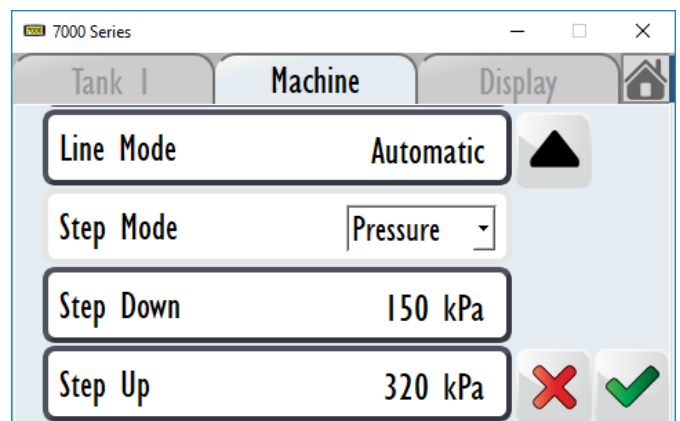 7000 7000 Series
Tank 1 Machine Display
Line Mode Automatic
Step Mode Pressure
Step Down 150 kPa
Step Up 320 kPa